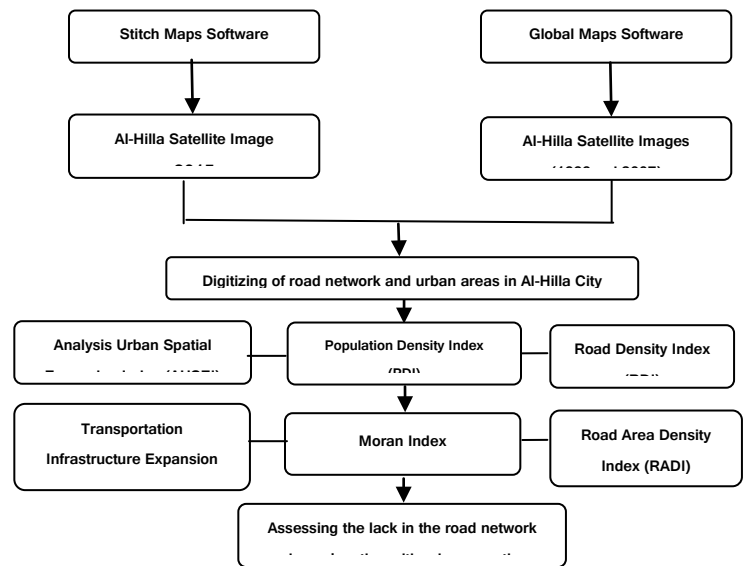 Stitch Maps Software
Global Maps Software
Al-Hilla Satellite Image
Al-Hilla Satellite Images
Digitizing of road network and urban areas in Al-Hilla City
Analysis Urban Spatial
Population Density Index
(PDI)
Road Density Index
Transportation
Infrastructure Expansion
Moran Index
Road Area Density
Index (RADI)
Assessing the lack in the road network